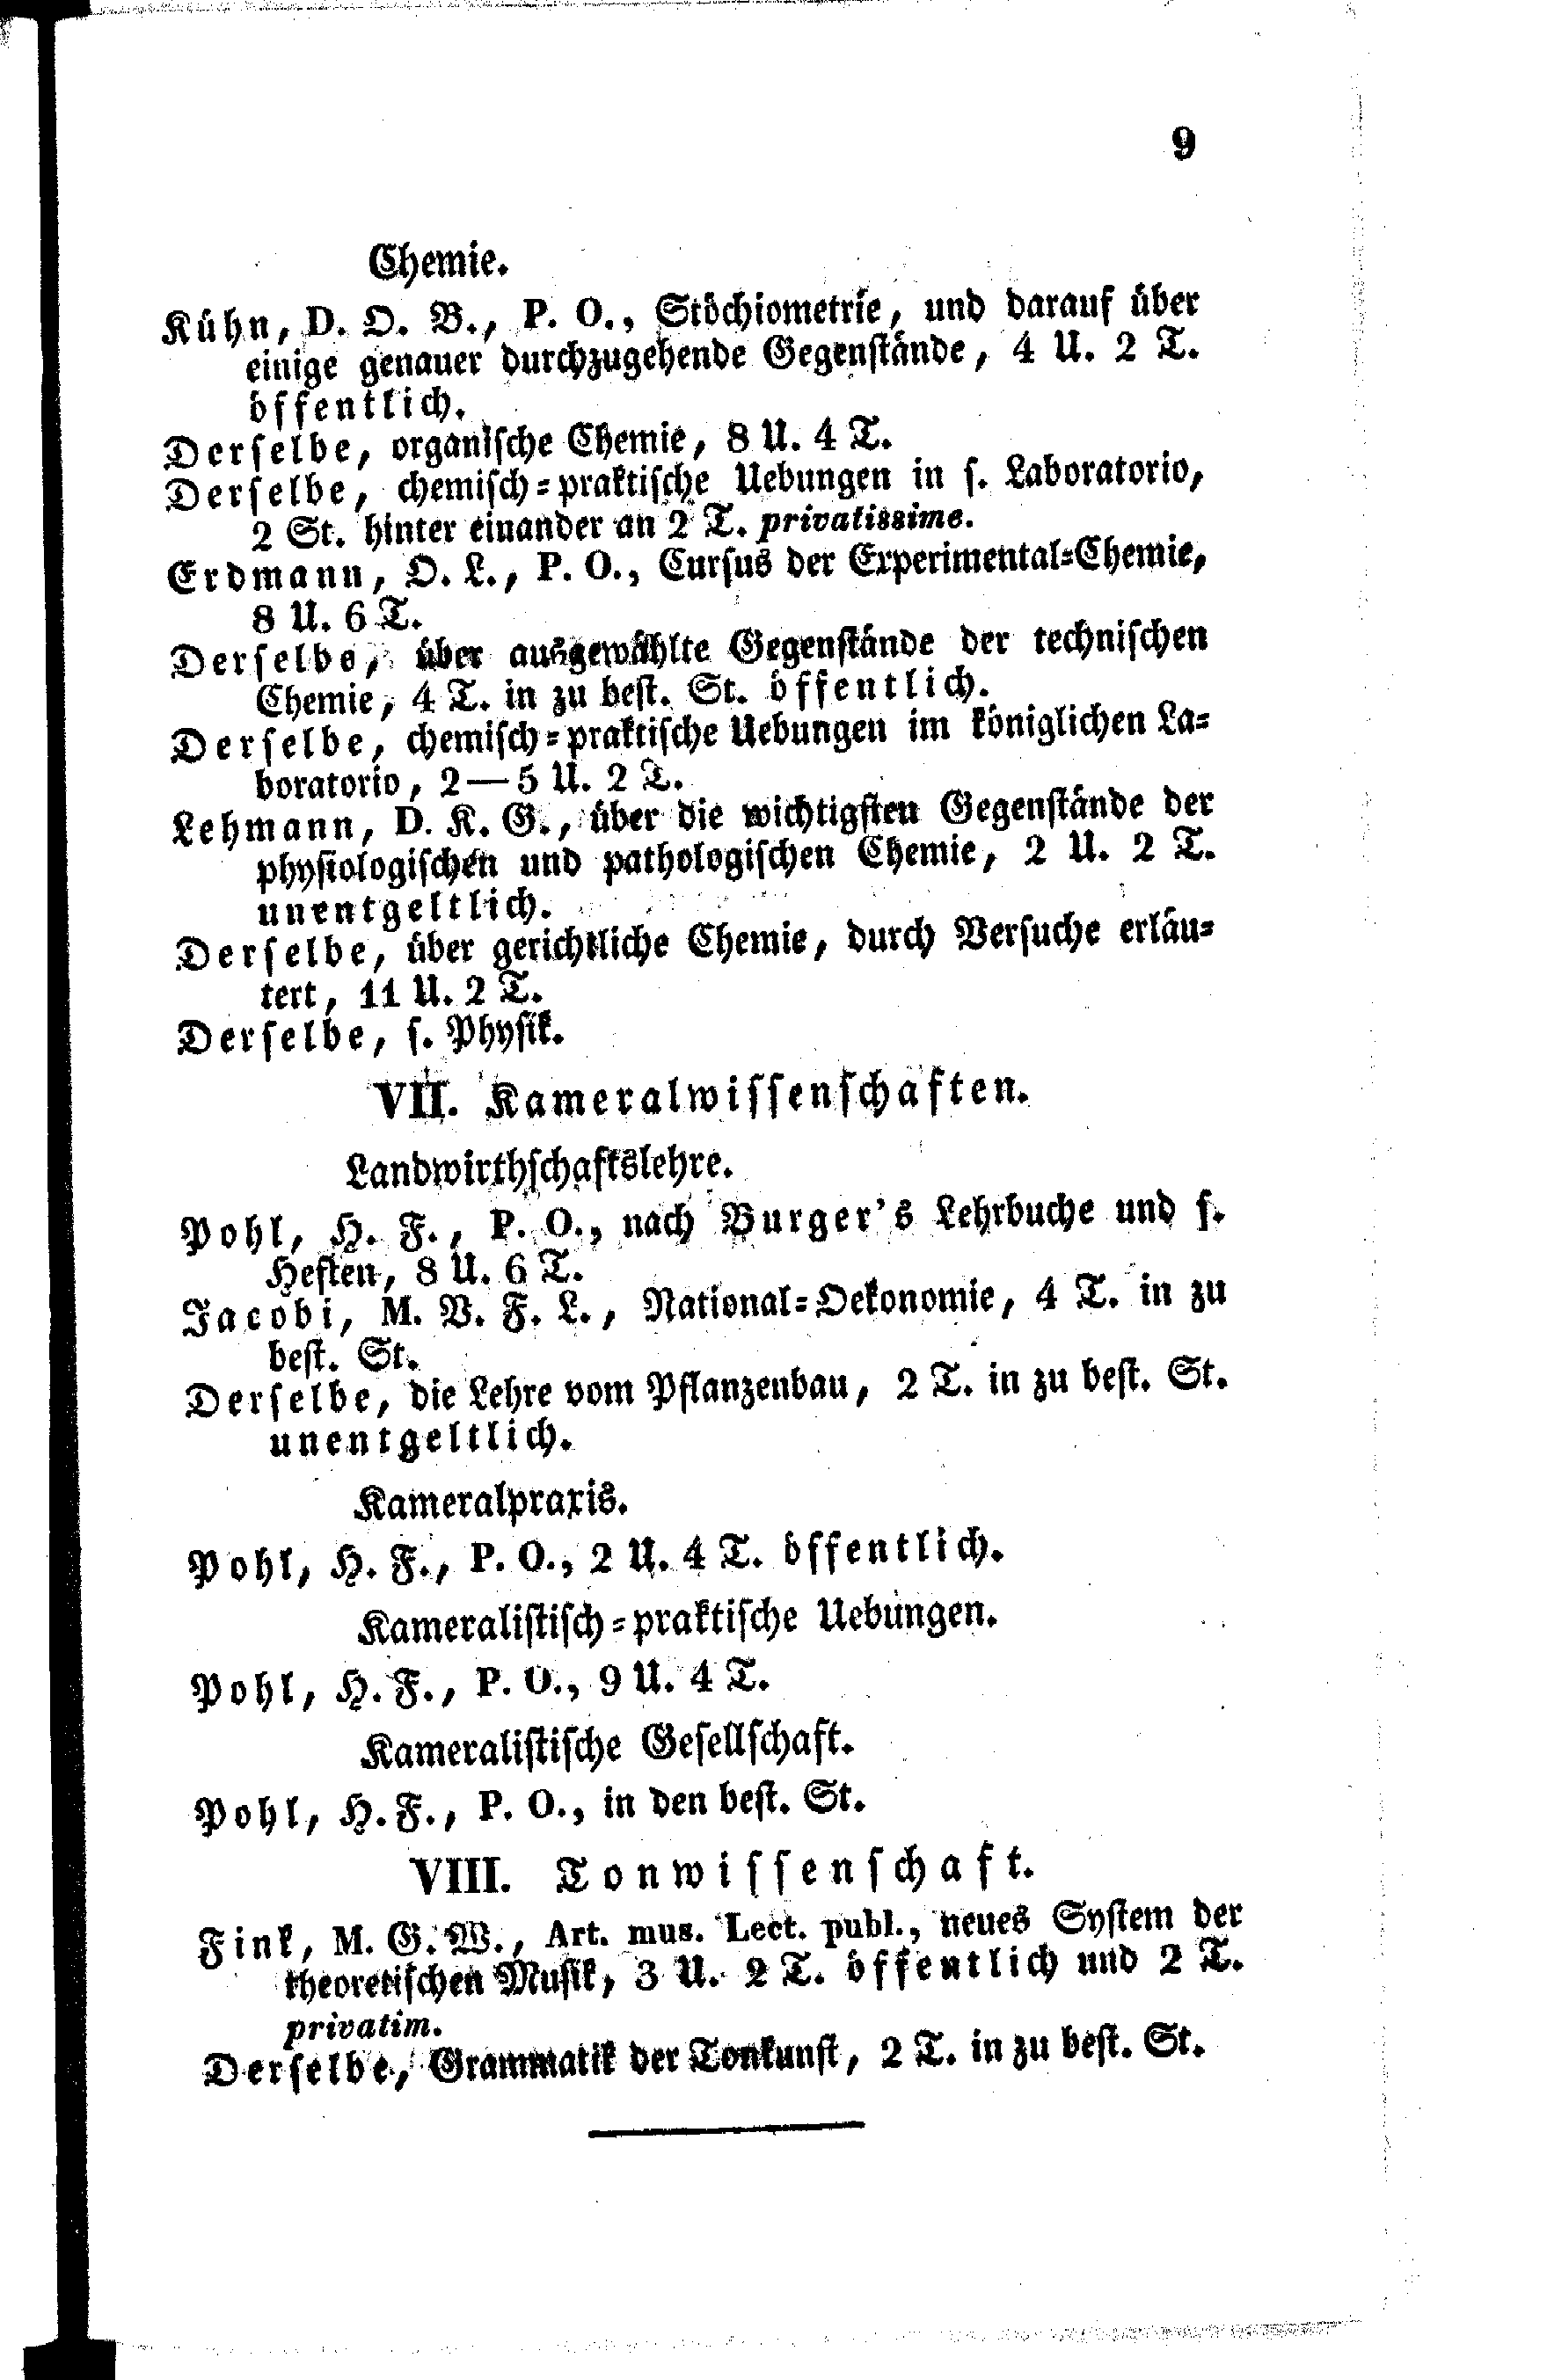 9
Chemie.
Kühn, D. O. B., P. O., Stöchiometrie, und darauf über
einige genauer durchzugehende Gegenstände, 4 U. 2 T.
öffentlich.
Derselbe, organische Chemie, 8 U. 4 T.
Derselbe, chemisch=praktische Uebungen in s. Laboratorio,
2 St. hinter einander an 2 T. privatissime.
Erdmann, O. L., P. O., Cursus der Experimental=Chemie,
8 U. 6 T.
Derselbe, über ausgewählte Gegenstände der technischen
Chemie, 4 T. in zu best. St. öffentlich.
Derselbe, chemisch=praktische Uebungen im königlichen La=
boratorio, 2—5 U. 2 T.
Lehmann, D. K. G., über die wichtigsten Gegenstände der
physiologischen und pathologischen Chemie, 2 U. 2 T.
unentgeltlich.
Derselbe, über gerichtliche Chemie, durch Versuche erläu=
tert, 11 U. 2 T.
Derselbe, s. Physik.
VII. Kameralwissenschaften.
Landwirthschaftslehre.
Pohl, H. F., P. O., nach Burger's Lehrbuche und s.
Heften, 8 U. 6 T.
Jacobi, M. V. F. L., National=Oekonomie, 4 T. in zu
best. St.
Derselbe, die Lehre vom Pflanzenbau, 2 T. in zu best. St.
unentgeltlich.
Kameralpraxis.
Pohl, H. F., P. O., 2 U. 4 T. öffentlich.
Kameralistisch=praktische Uebungen.
Pohl, H. F., P. O., 9 U. 4 T.
Kameralistische Gesellschaft.
Pohl, H. F., P. O., in den best. St.
VIII. Tonwissenschaft.
Fink, M. G. W., Art. mus. Lect. publ., neues System der
theoretischen Musik, 3 U. 2 T. öffentlich und 2 T.
privatim.
Derselbe, Grammatik der Tonkunst, 2 T. in zu best. St.